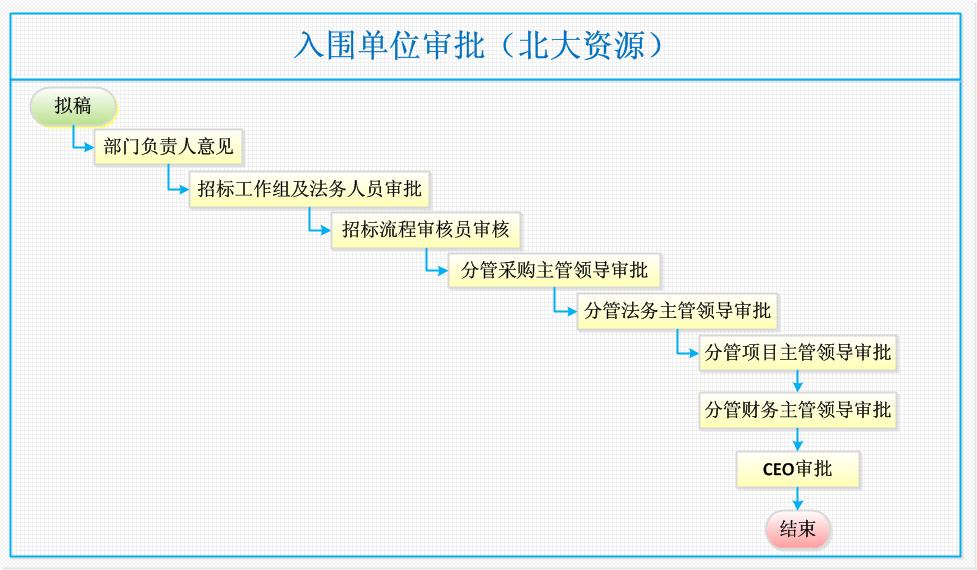 入围单位审批（北大资源）
拟稿
部门负责人意见
招标工作组及法务人员审批
招标流程审核员审核
分管采购主管领导审批
分管法务主管领导审批
分管项目主管领导审批
分管财务主管领导审批
CEO审批
结束